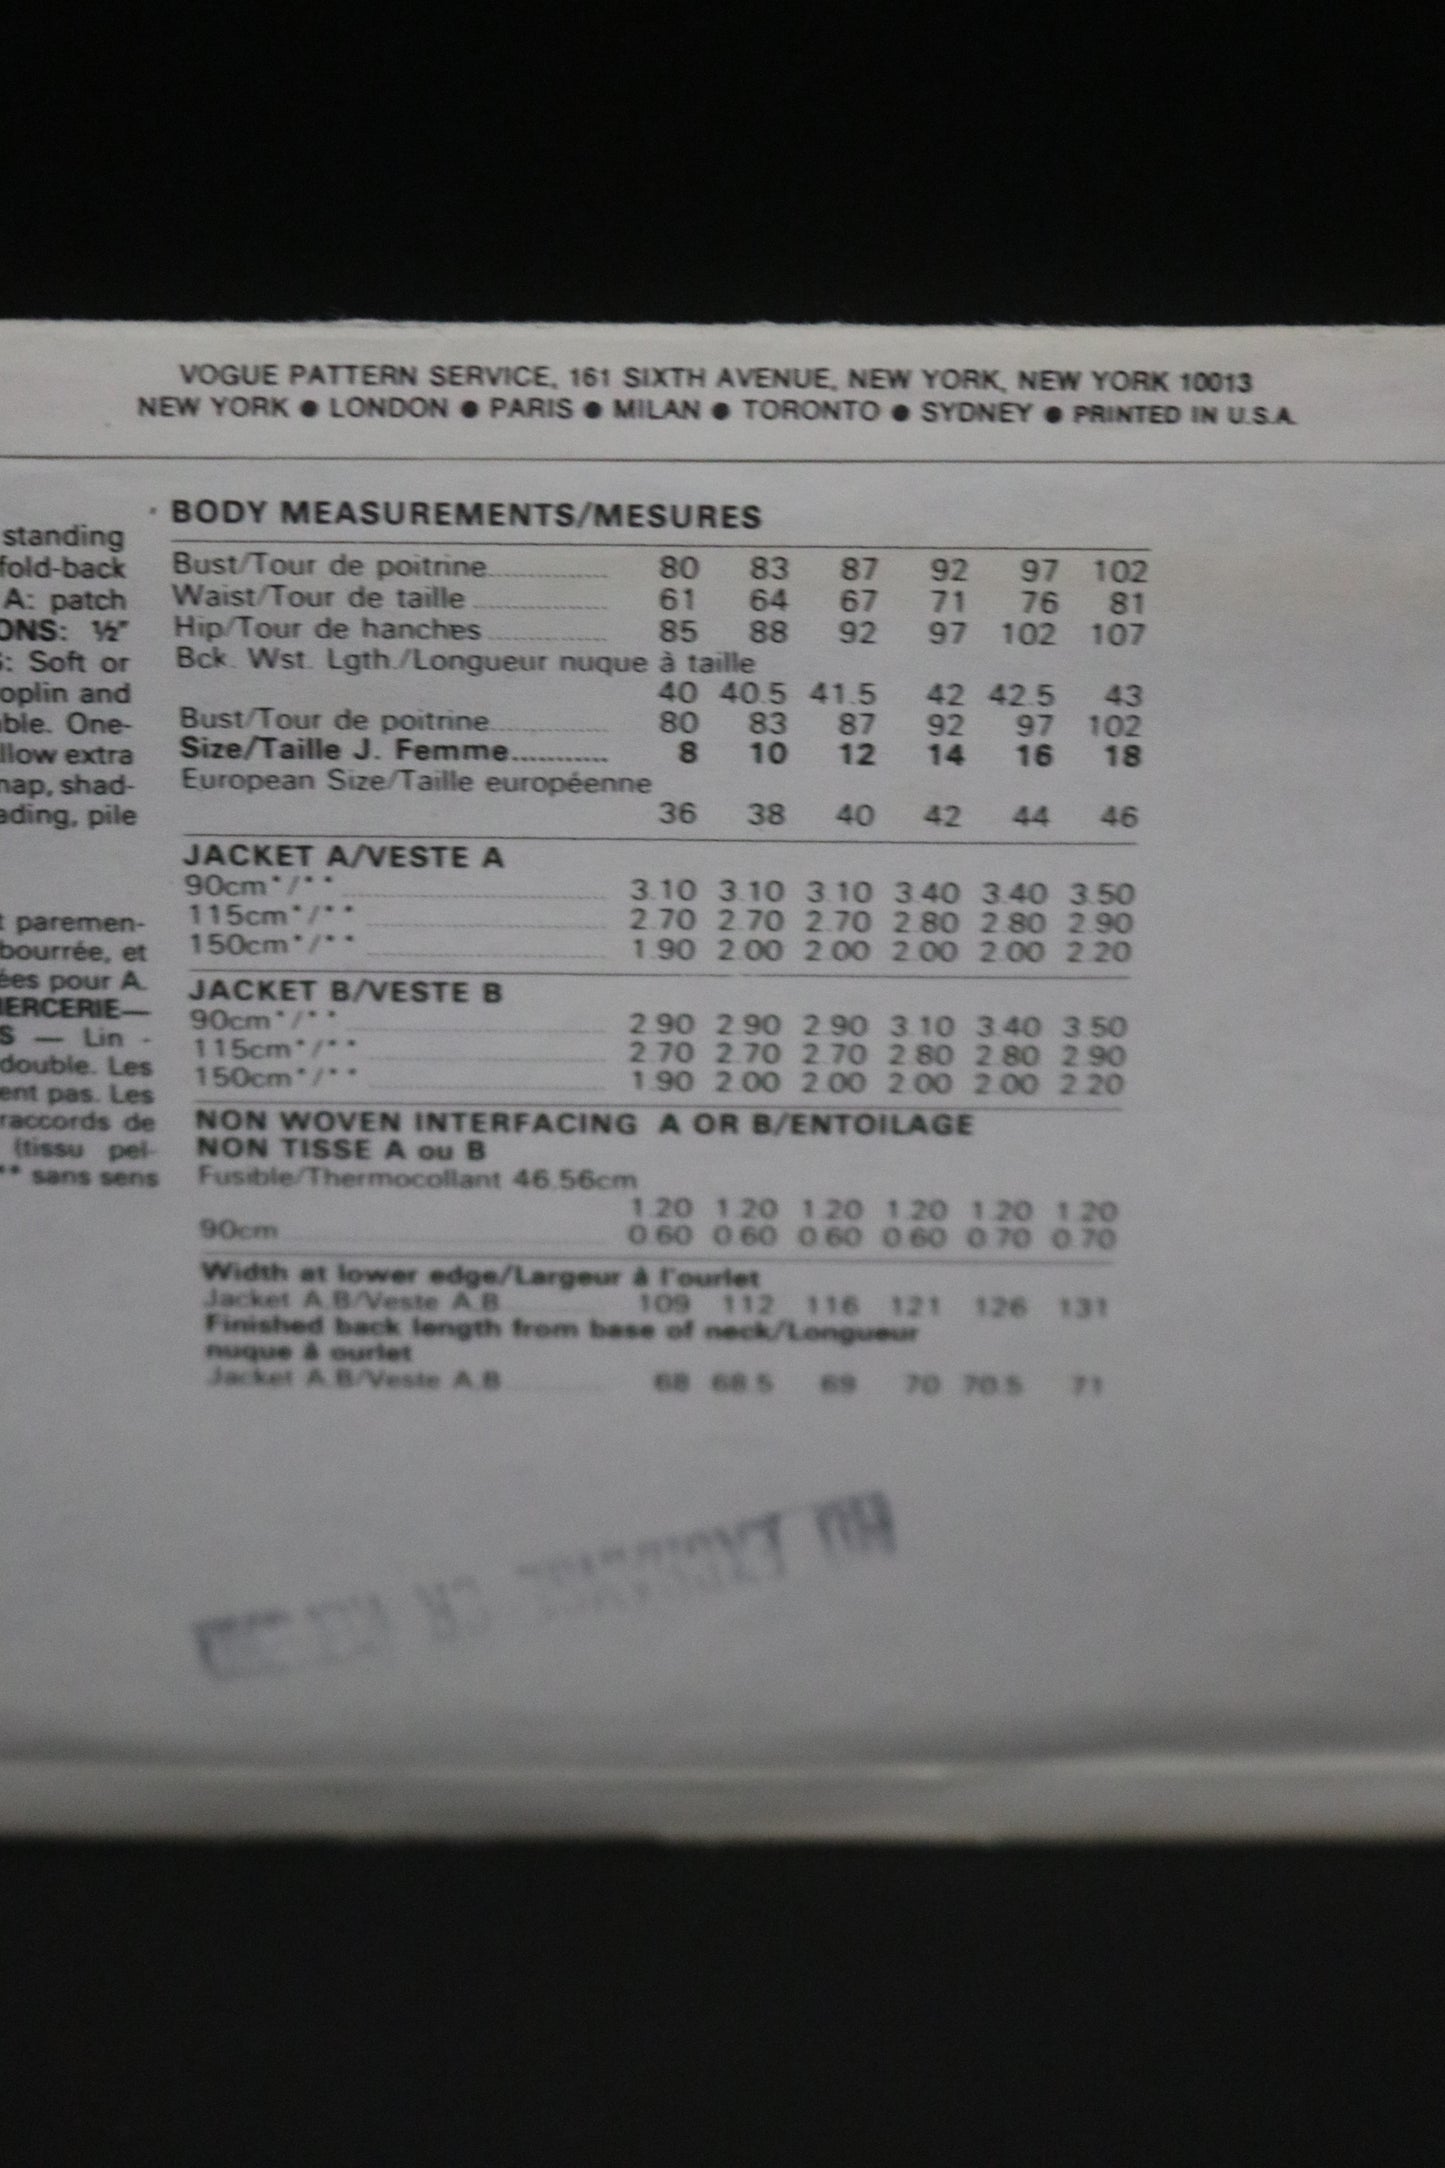 VOGUE PATTERN SERVICE, 161 SIXTH AVENUE, NEW YORK, NEW YORK 10013
NEW YORK ● LONDON ● PARIS ● MILAN ● TORONTO ● SYDNEY ● PRINTED IN U.S.A.
standing
fold-back
A: patch
ONS: ½"
S: Soft or
oplin and
ble. One-
llow extra
nap, shad-
ading, pile
t paremen-
bourrée, et
ées pour A.
MERCERIE—
S — Lin -
double. Les
ent pas. Les
raccords de
(tissu pel-
** sans sens
BODY MEASUREMENTS/MESURES
Bust/Tour de poitrine 80 83 87 92 97 102
Waist/Tour de taille 61 64 67 71 76 81
Hip/Tour de hanches 85 88 92 97 102 107
Bck. Wst. Lgth./Longueur nuque à taille
40 40.5 41.5 42 42.5 43
Bust/Tour de poitrine 80 83 87 92 97 102
Size/Taille J. Femme 8 10 12 14 16 18
European Size/Taille européenne
36 38 40 42 44 46
JACKET A/VESTE A
90cm*/** 3.10 3.10 3.10 3.40 3.40 3.50
115cm*/** 2.70 2.70 2.70 2.80 2.80 2.90
150cm*/** 1.90 2.00 2.00 2.00 2.00 2.20
JACKET B/VESTE B
90cm*/** 2.90 2.90 2.90 3.10 3.40 3.50
115cm*/** 2.70 2.70 2.70 2.80 2.80 2.90
150cm*/** 1.90 2.00 2.00 2.00 2.00 2.20
NON WOVEN INTERFACING A OR B/ENTOILAGE
NON TISSE A ou B
Fusible/Thermocollant 46.56cm
1.20 1.20 1.20 1.20 1.20 1.20
90cm 0.60 0.60 0.60 0.60 0.70 0.70
Width at lower edge/Largeur à l'ourlet
Jacket A.B/Veste A.B 109 112 116 121 126 131
Finished back length from base of neck/Longueur
nuque à ourlet
Jacket A.B/Veste A.B 68 68.5 69 70 70.5 71